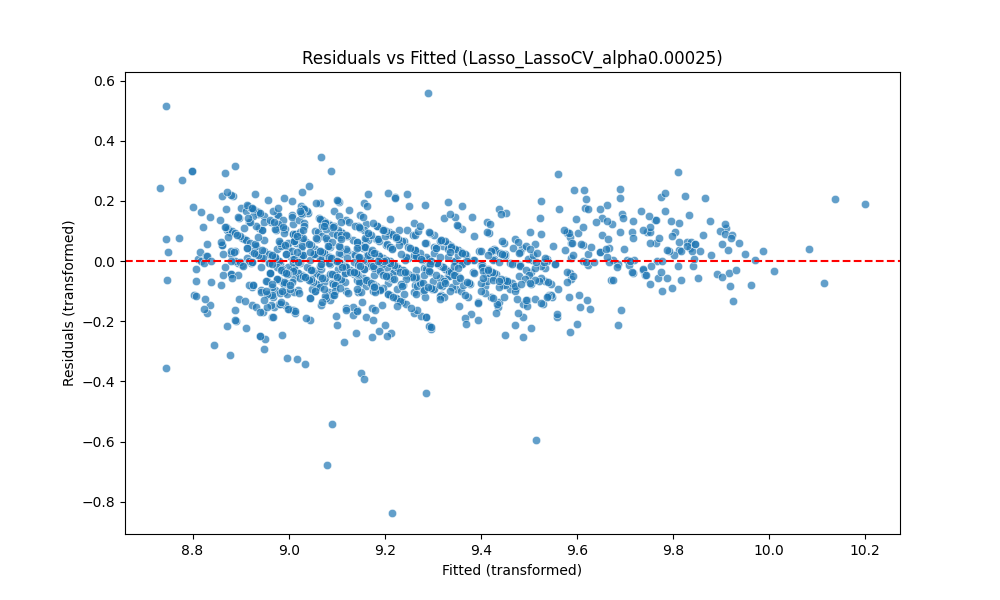 Residuals vs Fitted (Lasso_LassoCV_alpha0.00025)
0.6
0.4
0.2
0.0
−0.2
−0.4
−0.6
−0.8
Residuals (transformed)
8.8 9.0 9.2 9.4 9.6 9.8 10.0 10.2
Fitted (transformed)